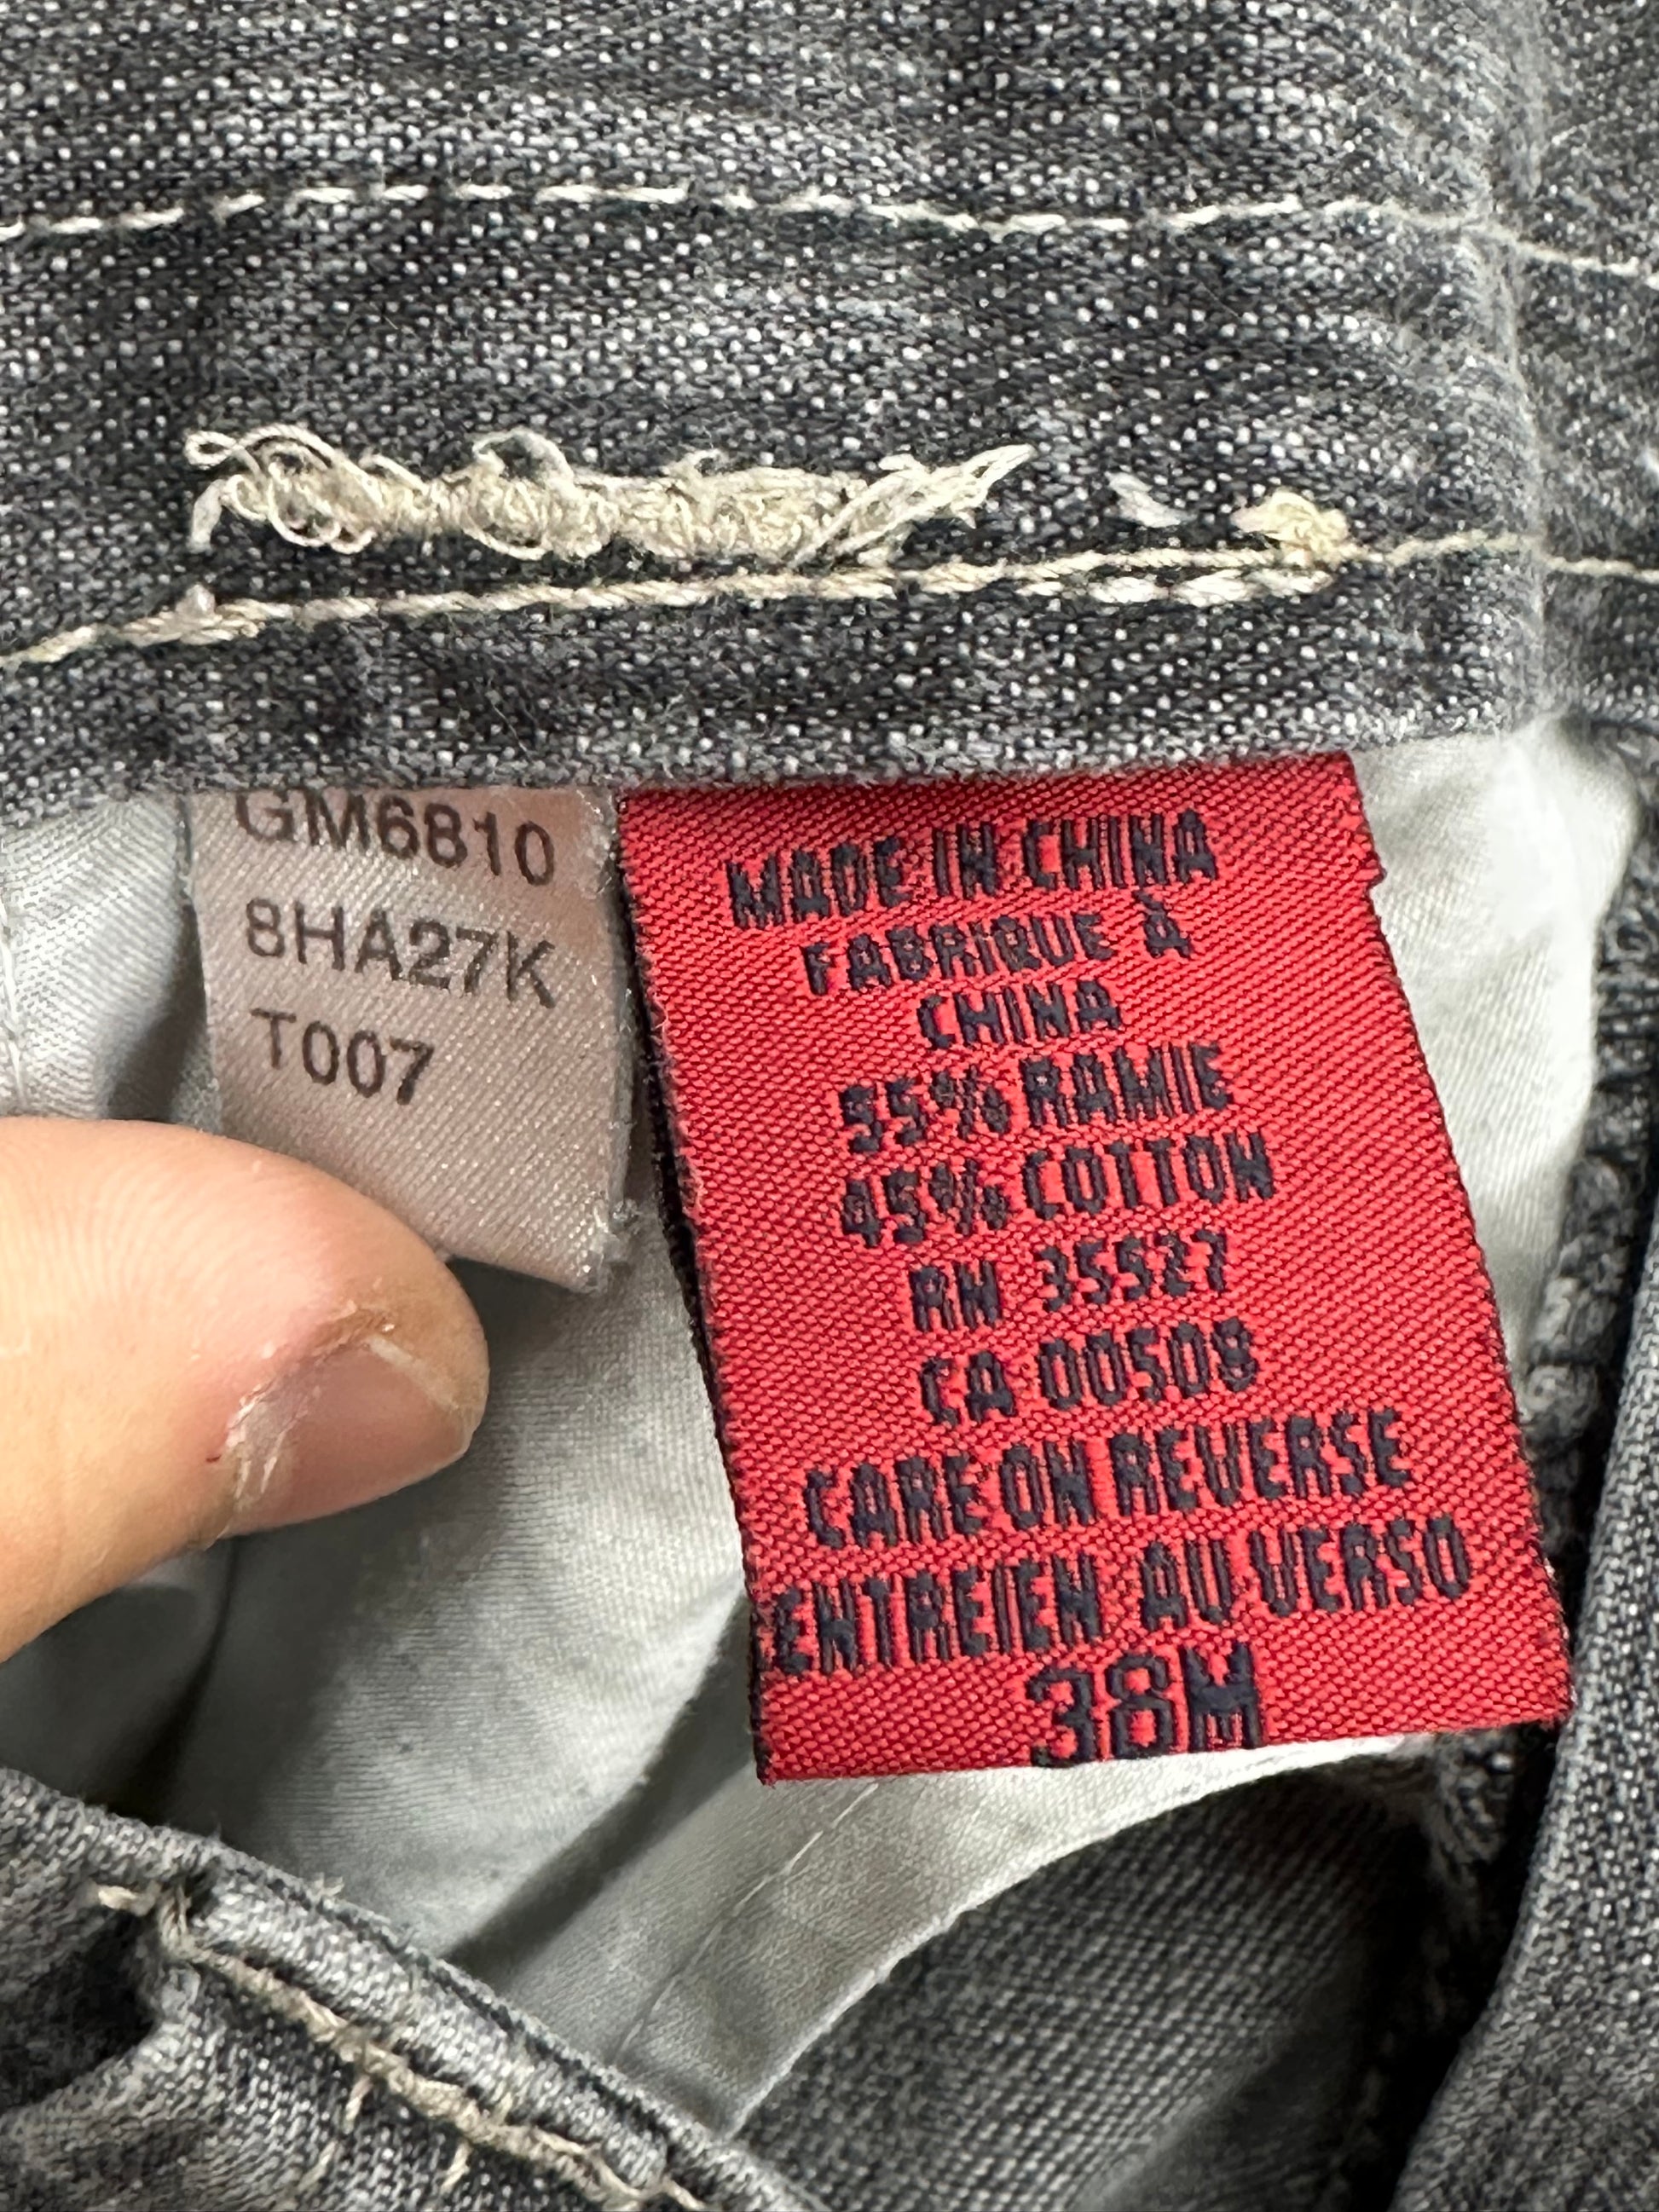 GM6810
8HA27K
T007
MADE IN CHINA
FABRIQUE À
CHINA
55% RAMIE
45% COTTON
RN 35527
CA 00508
CARE ON REVERSE
ENTREIEN AU VERSO
38M